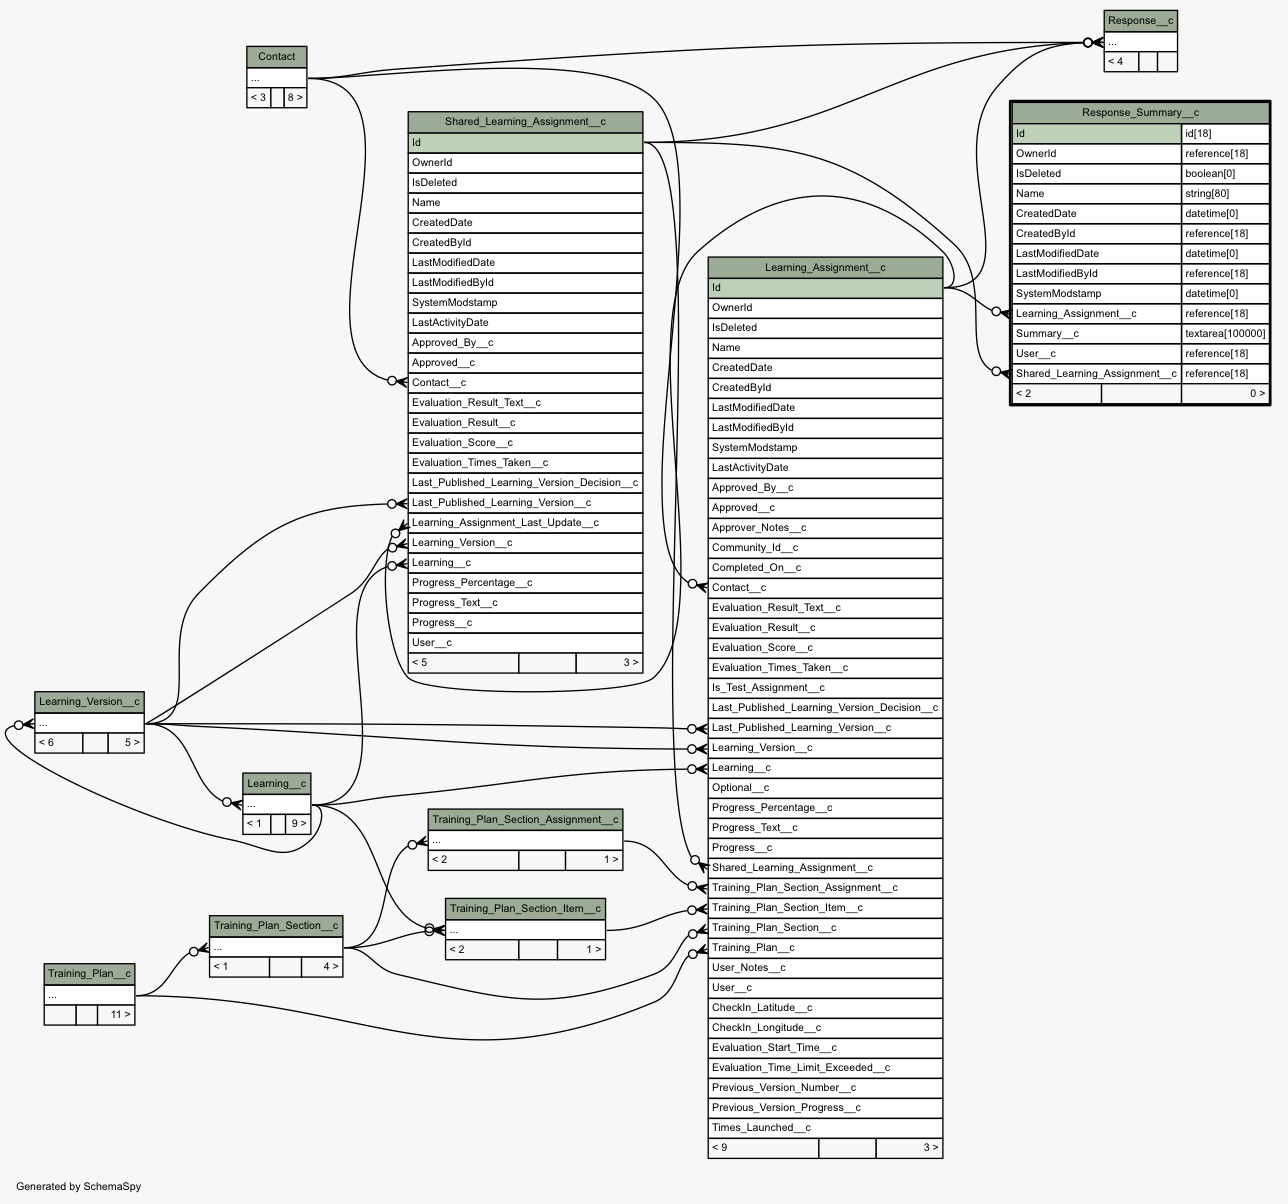 Response__c
...
< 4
Contact
...
< 3 8 >
Response_Summary__c
Id id[18]
OwnerId reference[18]
IsDeleted boolean[0]
Name string[80]
CreatedDate datetime[0]
CreatedById reference[18]
LastModifiedDate datetime[0]
LastModifiedById reference[18]
SystemModstamp datetime[0]
Learning_Assignment__c reference[18]
Summary__c textarea[100000]
User__c reference[18]
Shared_Learning_Assignment__c reference[18]
< 2 0 >
Shared_Learning_Assignment__c
Id
OwnerId
IsDeleted
Name
CreatedDate
CreatedById
LastModifiedDate
LastModifiedById
SystemModstamp
LastActivityDate
Approved_By__c
Approved__c
Contact__c
Evaluation_Result_Text__c
Evaluation_Result__c
Evaluation_Score__c
Evaluation_Times_Taken__c
Last_Published_Learning_Version_Decision__c
Last_Published_Learning_Version__c
Learning_Assignment_Last_Update__c
Learning_Version__c
Learning__c
Progress_Percentage__c
Progress_Text__c
Progress__c
User__c
< 5 3 >
Learning_Assignment__c
Id
OwnerId
IsDeleted
Name
CreatedDate
CreatedById
LastModifiedDate
LastModifiedById
SystemModstamp
LastActivityDate
Approved_By__c
Approved__c
Approver_Notes__c
Community_Id__c
Completed_On__c
Contact__c
Evaluation_Result_Text__c
Evaluation_Result__c
Evaluation_Score__c
Evaluation_Times_Taken__c
Is_Test_Assignment__c
Last_Published_Learning_Version_Decision__c
Last_Published_Learning_Version__c
Learning_Version__c
Learning__c
Optional__c
Progress_Percentage__c
Progress_Text__c
Progress__c
Shared_Learning_Assignment__c
Training_Plan_Section_Assignment__c
Training_Plan_Section_Item__c
Training_Plan_Section__c
Training_Plan__c
User_Notes__c
User__c
CheckIn_Latitude__c
CheckIn_Longitude__c
Evaluation_Start_Time__c
Evaluation_Time_Limit_Exceeded__c
Previous_Version_Number__c
Previous_Version_Progress__c
Times_Launched__c
< 9 3 >
Learning_Version__c
...
< 6 5 >
Learning__c
...
< 1 9 >
Training_Plan_Section_Assignment__c
...
< 2 1 >
Training_Plan_Section_Item__c
...
< 2 1 >
Training_Plan_Section__c
...
< 1 4 >
Training_Plan__c
...
11 >
Generated by SchemaSpy